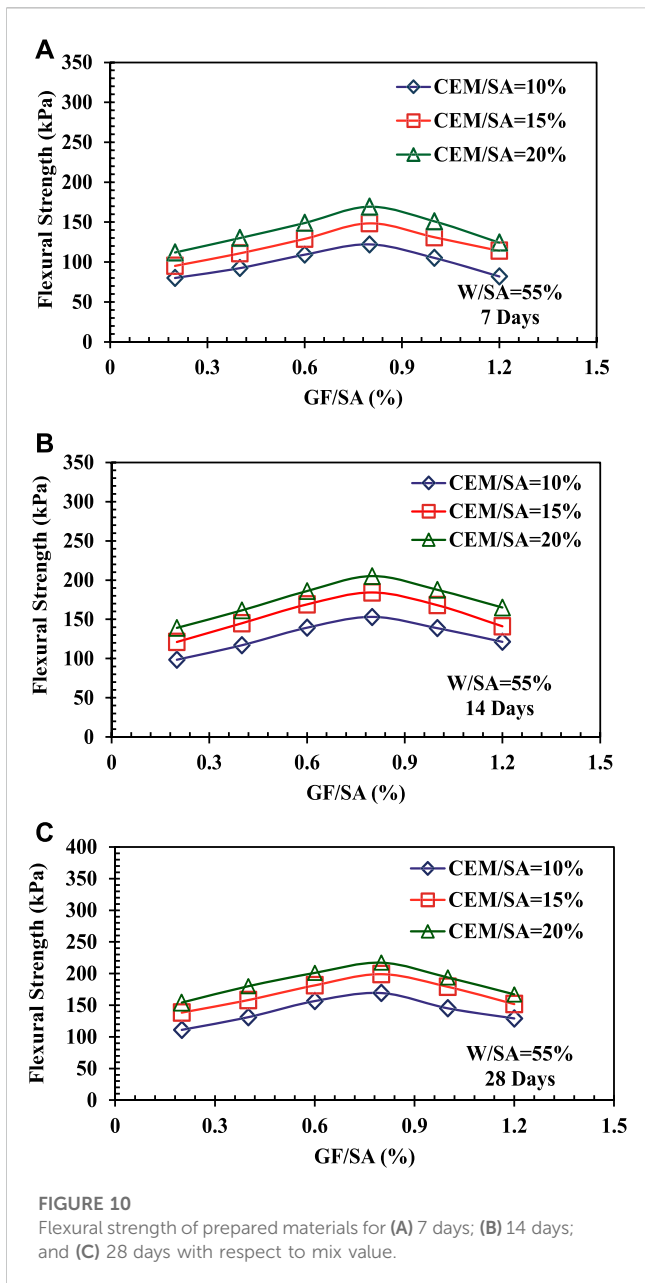 A
350
300
250
200
150
100
50
0
Flexural Strength (kPa)
CEM/SA=10%
CEM/SA=15%
CEM/SA=20%
W/SA=55%
7 Days
0 0.3 0.6 0.9 1.2 1.5
GF/SA (%)
B
350
300
250
200
150
100
50
0
Flexural Strength (kPa)
CEM/SA=10%
CEM/SA=15%
CEM/SA=20%
W/SA=55%
14 Days
0 0.3 0.6 0.9 1.2 1.5
GF/SA (%)
C
400
350
300
250
200
150
100
50
0
Flexural Strength (kPa)
CEM/SA=10%
CEM/SA=15%
CEM/SA=20%
W/SA=55%
28 Days
0 0.3 0.6 0.9 1.2 1.5
GF/SA (%)
FIGURE 10
Flexural strength of prepared materials for (A) 7 days; (B) 14 days;
and (C) 28 days with respect to mix value.